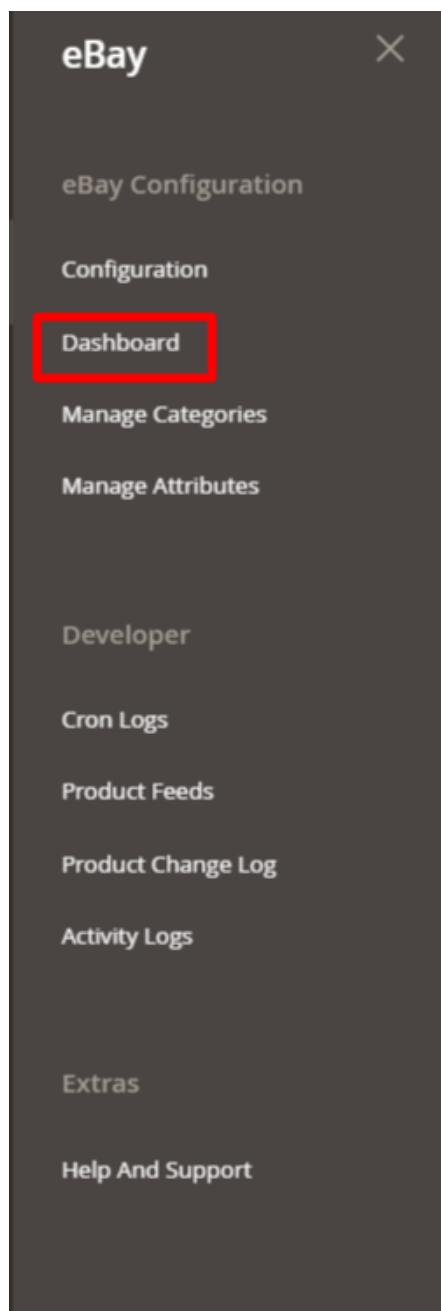 eBay
eBay Configuration
Configuration
Dashboard
Manage Categories
Manage Attributes
Developer
Cron Logs
Product Feeds
Product Change Log
Activity Logs
Extras
Help And Support